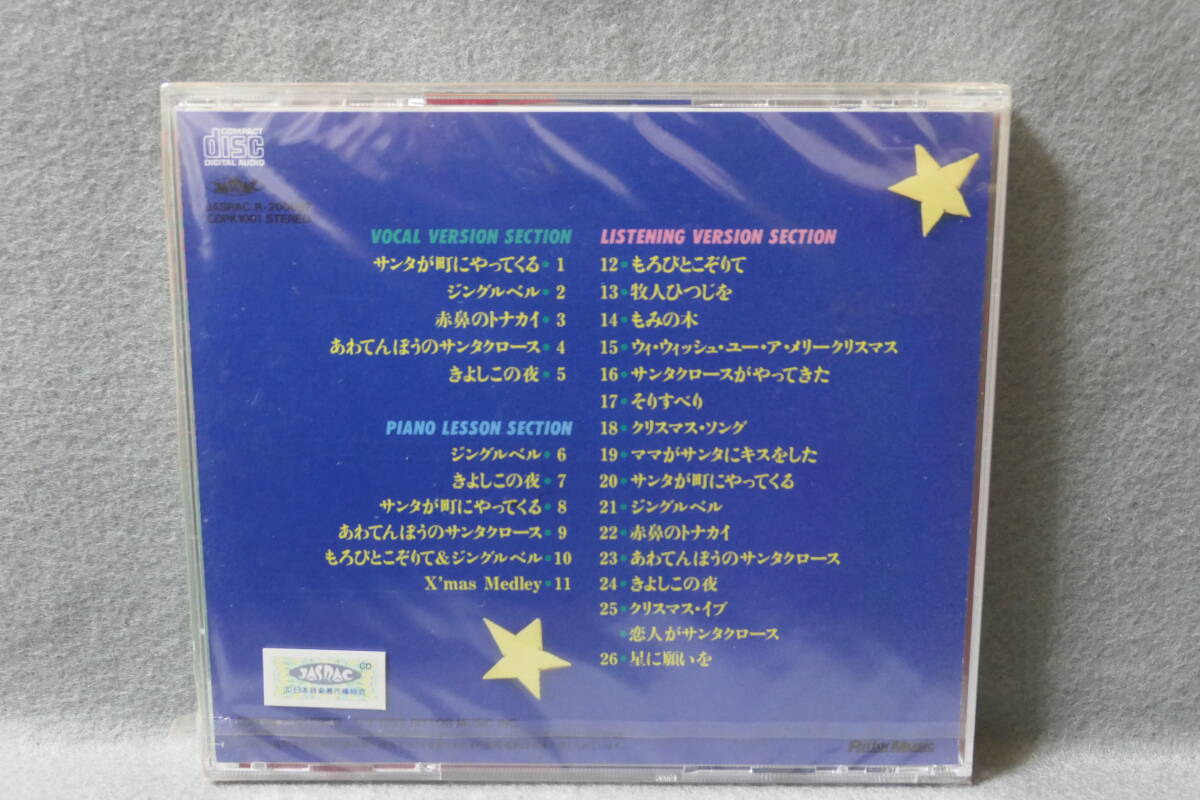 COMPACT
disc
DIGITAL AUDIO
JASRAC
CDPK1001 STEREO
VOCAL VERSION SECTION
サンタが町にやってくる・1
ジングルベル・2
赤鼻のトナカイ・3
あわてんぼうのサンタクロース・4
きよしこの夜・5
PIANO LESSON SECTION
ジングルベル・6
きよしこの夜・7
サンタが町にやってくる・8
あわてんぼうのサンタクロース・9
もろびとこぞりて&ジングルベル・10
X'mas Medley・11
LISTENING VERSION SECTION
12・もろびとこぞりて
13・牧人ひつじを
14・もみの木
15・ウィ・ウィッシュ・ユー・ア・メリークリスマス
16・サンタクロースがやってきた
17・そりすべり
18・クリスマス・ソング
19・ママがサンタにキスをした
20・サンタが町にやってくる
21・ジングルベル
22・赤鼻のトナカイ
23・あわてんぼうのサンタクロース
24・きよしこの夜
25・クリスマス・イブ
・恋人がサンタクロース
26・星に願いを
JASRAC
CD
日本音楽著作権協会
Rittor Music